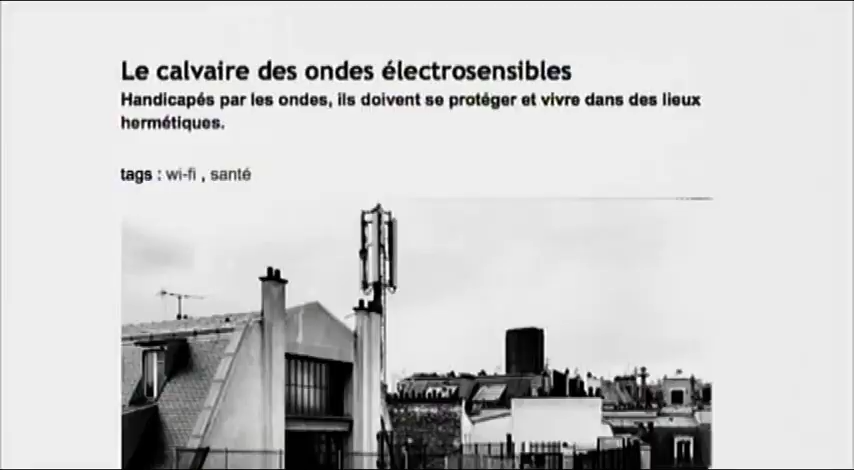 Le calvaire des ondes électrosensibles
Handicapés par les ondes, ils doivent se protéger et vivre dans des lieux
hermétiques.
tags : wi-fi , santé